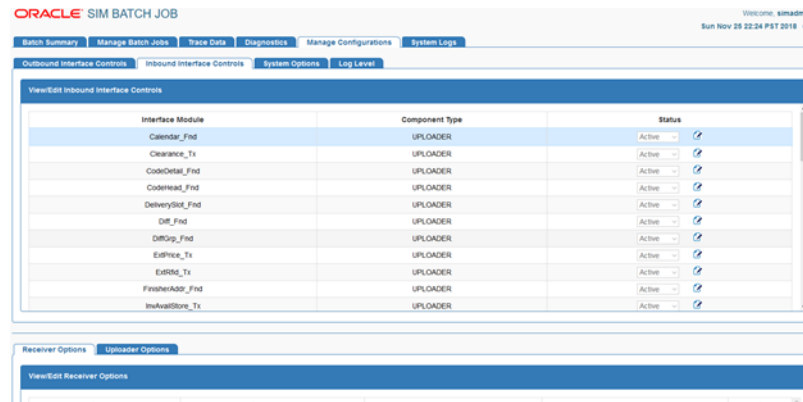 ORACLE SIM BATCH JOB
Welcome, simadm
Sun Nov 25 22:24 PST 2018
Batch Summary Manage Batch Jobs Trace Data Diagnostics Manage Configurations System Logs
Outbound Interface Controls Inbound Interface Controls System Options Log Level
View/Edit Inbound Interface Controls
Interface Module Component Type Status
Calendar_Fnd UPLOADER Active
Clearance_Tx UPLOADER Active
CodeDetail_Fnd UPLOADER Active
CodeHead_Fnd UPLOADER Active
DeliverySlot_Fnd UPLOADER Active
Diff_Fnd UPLOADER Active
DiffGrp_Fnd UPLOADER Active
ExtPrice_Tx UPLOADER Active
ExtRfid_Tx UPLOADER Active
FinisherAddr_Fnd UPLOADER Active
InvAvailStore_Tx UPLOADER Active
Receiver Options Uploader Options
View/Edit Receiver Options